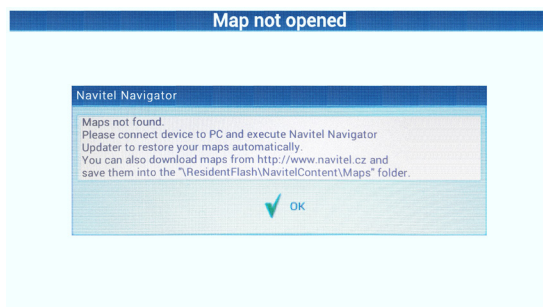 Map not opened
Navitel Navigator
Maps not found.
Please connect device to PC and execute Navitel Navigator
Updater to restore your maps automatically.
You can also download maps from http://www.navitel.cz and
save them into the "\ResidentFlash\NavitelContent\Maps" folder.
OK